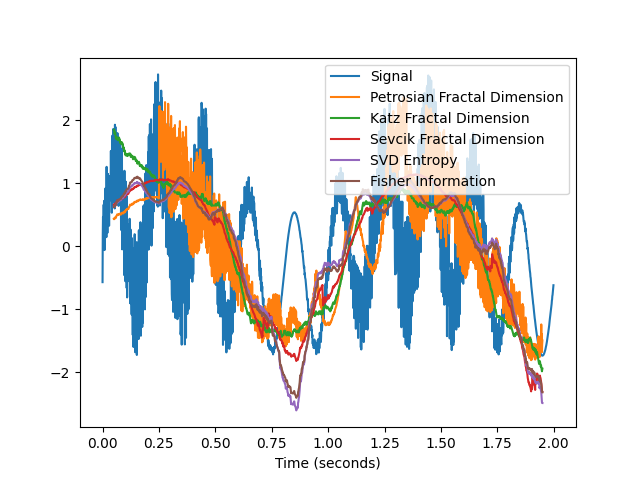 Signal
Petrosian Fractal Dimension
Katz Fractal Dimension
Sevcik Fractal Dimension
SVD Entropy
Fisher Information
2
1
0
−1
−2
0.00 0.25 0.50 0.75 1.00 1.25 1.50 1.75 2.00
Time (seconds)